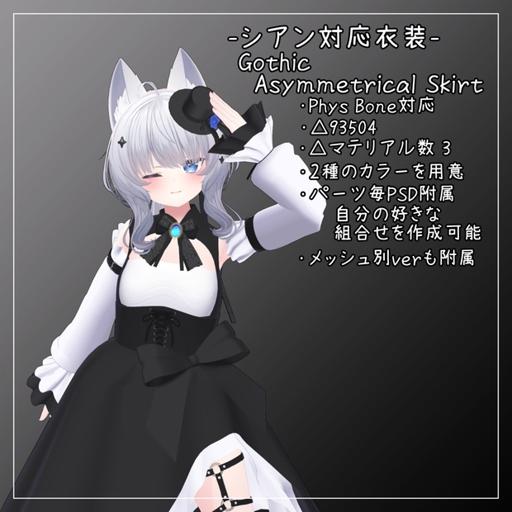 -シアン対応衣装-
Gothic
Asymmetrical Skirt
・Phys Bone対応
・△93504
・△マテリアル数 3
・2種のカラーを用意
・パーツ毎PSD附属
自分の好きな
組合せを作成可能
・メッシュ別verも附属